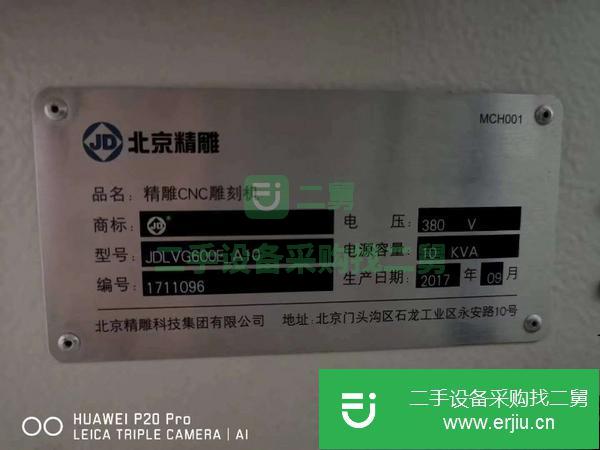 MCH001
JD 北京精雕
品名: 精雕CNC雕刻机
商标: JD®
电 压: 380 V
型号: JDLVG600E_A10
电源容量: 10 KVA
编号: 1711096
生产日期: 2017 年 09 月
北京精雕科技集团有限公司 地址: 北京门头沟区石龙工业区永安路10号
二舅
二手设备采购找二舅
HUAWEI P20 Pro
LEICA TRIPLE CAMERA | AI
二手设备采购找二舅
www.erjiu.cn